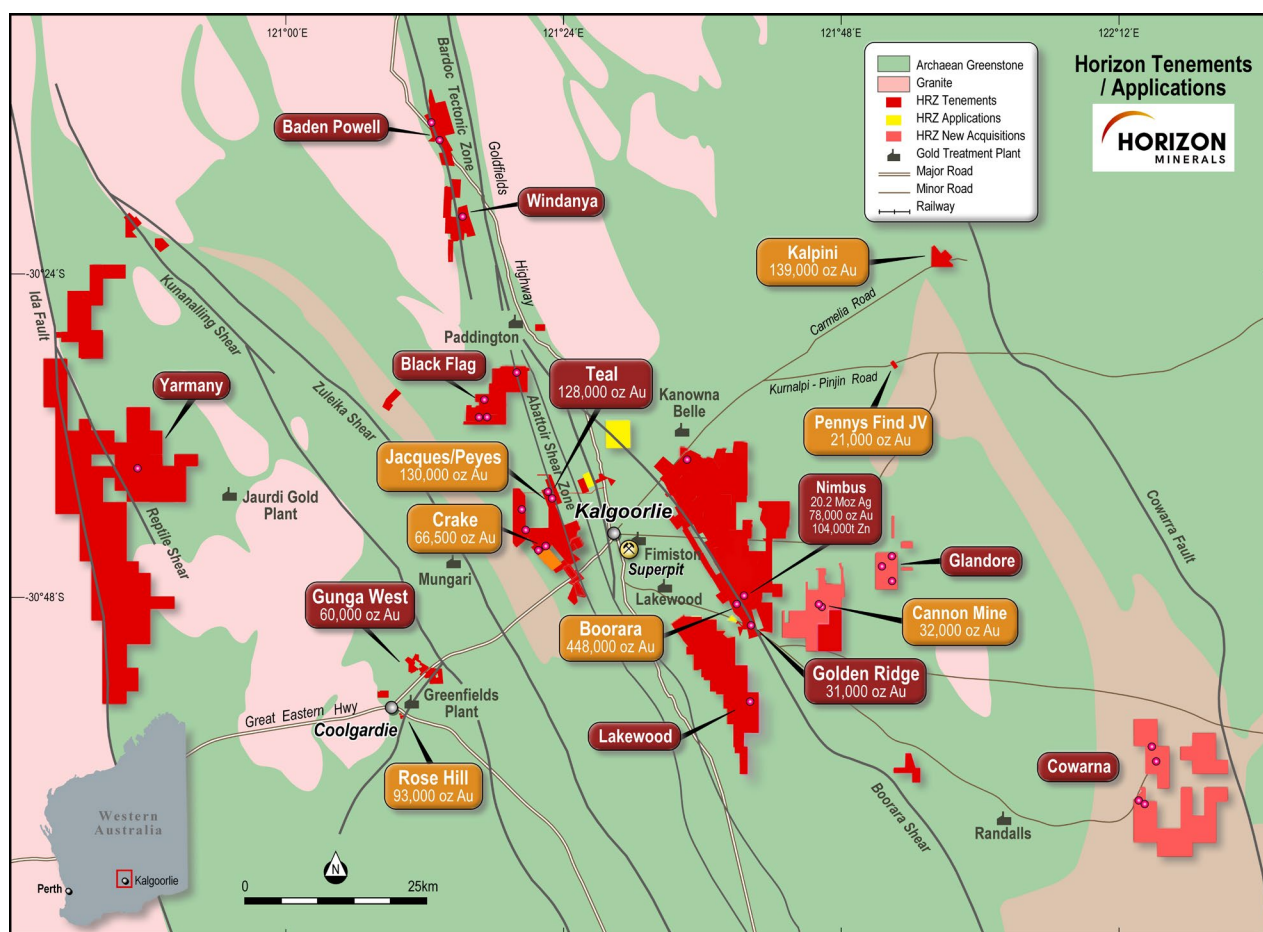 121°00´E
121°24´E
121°48´E
122°12´E
Horizon Tenements
/ Applications
HORIZON
MINERALS
Archaean Greenstone
Granite
HRZ Tenements
HRZ Applications
HRZ New Acquisitions
Gold Treatment Plant
Major Road
Minor Road
Railway
Bardoc Tectonic Zone
Goldfields
Highway
Baden Powell
Windanya
-30°24´S
Kalpini
139,000 oz Au
Carmelia Road
Ida Fault
Kunanalling Shear
Zuleika Shear
Paddington
Black Flag
Teal
128,000 oz Au
Kanowna
Belle
Kurnalpi - Pinjin Road
Yarmany
Abattoir Shear Zone
Pennys Find JV
21,000 oz Au
Jacques/Peyes
130,000 oz Au
Nimbus
20.2 Moz Ag
78,000 oz Au
104,000t Zn
Jaurdi Gold
Plant
Reptile Shear
Crake
66,500 oz Au
Kalgoorlie
Fimiston
Superpit
Cowarra Fault
Mungari
Lakewood
Glandore
-30°48´S
Gunga West
60,000 oz Au
Boorara
448,000 oz Au
Cannon Mine
32,000 oz Au
Golden Ridge
31,000 oz Au
Greenfields
Plant
Great Eastern Hwy
Coolgardie
Lakewood
Cowarna
Rose Hill
93,000 oz Au
Boorara Shear
Randalls
Western
Australia
Perth
Kalgoorlie
N
0
25km